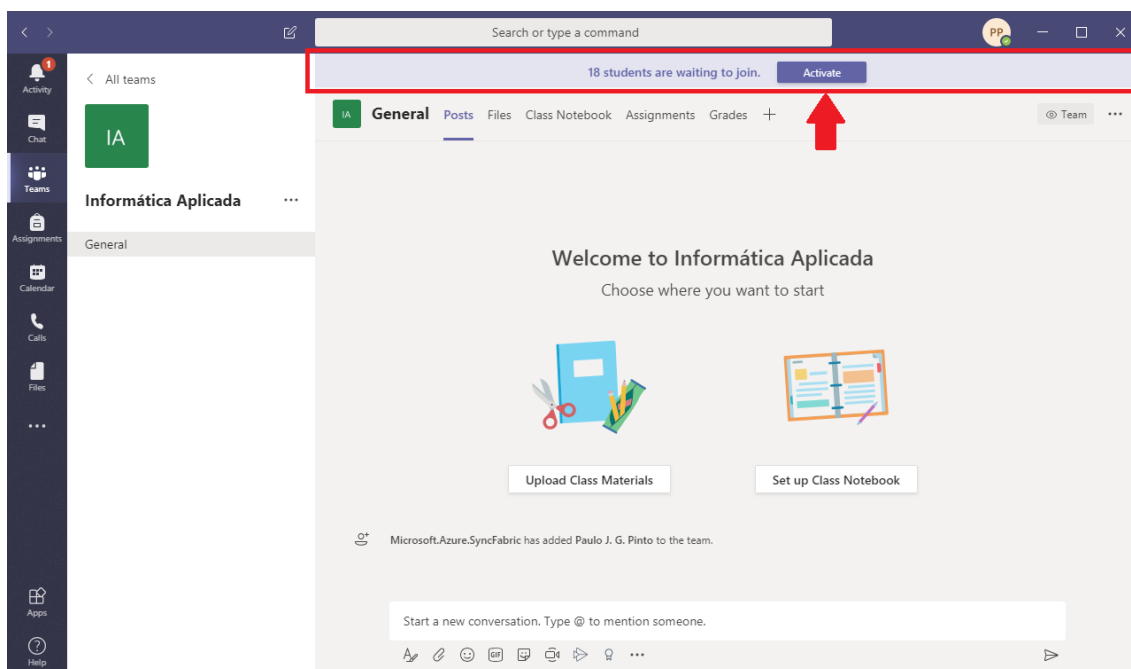 Search or type a command
PP
1
Activity
Chat
Teams
Assignments
Calendar
Calls
Files
Apps
Help
All teams
IA
Informática Aplicada
General
18 students are waiting to join. Activate
IA General Posts Files Class Notebook Assignments Grades Team
Welcome to Informática Aplicada
Choose where you want to start
Upload Class Materials Set up Class Notebook
Microsoft.Azure.SyncFabric has added Paulo J. G. Pinto to the team.
Start a new conversation. Type @ to mention someone.
GIF